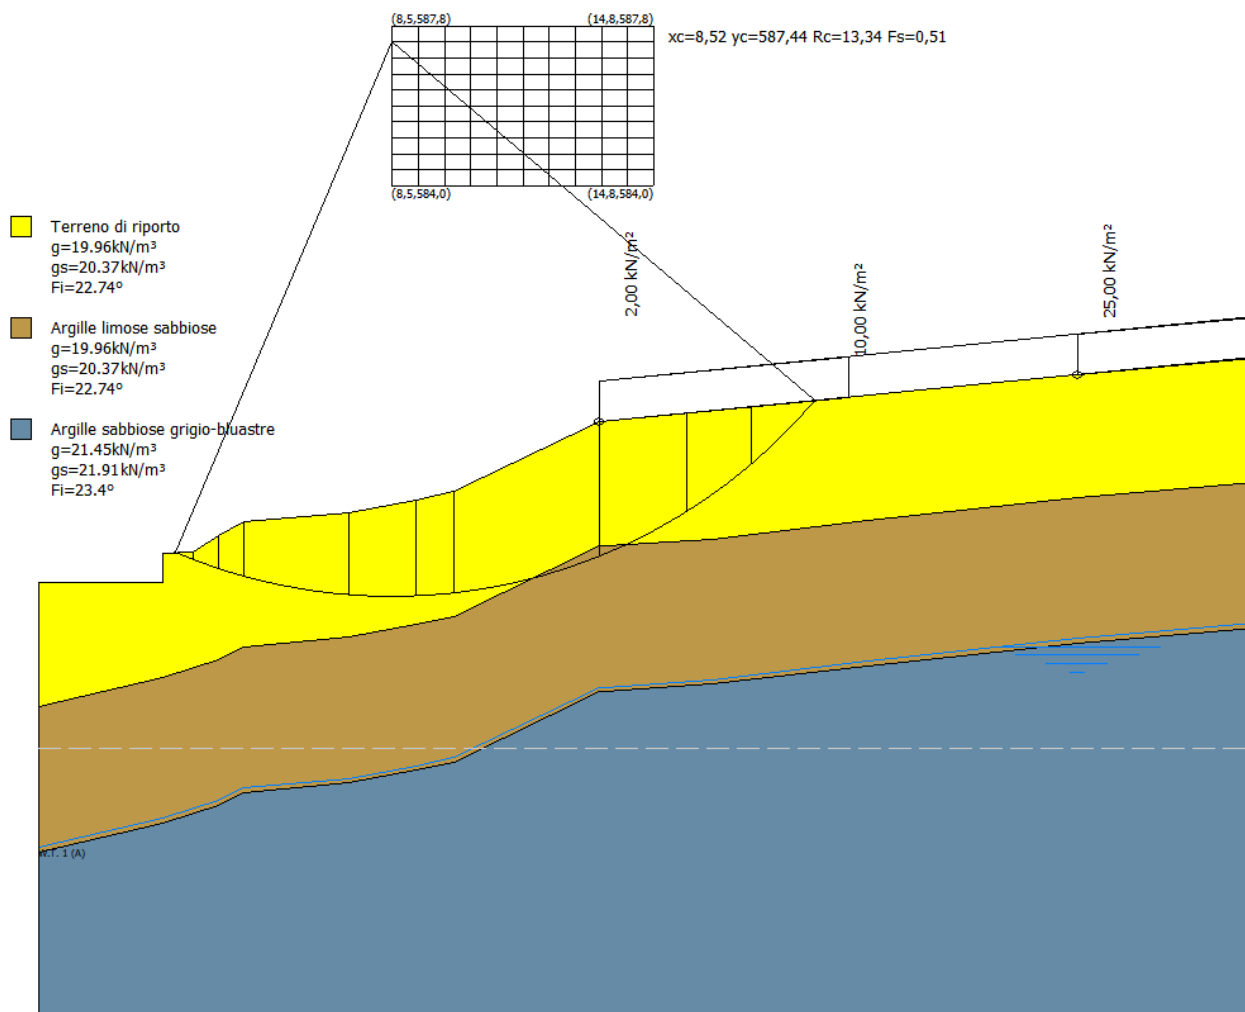 (8,5,587,8)
(14,8,587,8)
xc=8,52 yc=587,44 Rc=13,34 Fs=0,51
(8,5,584,0)
(14,8,584,0)
Terreno di riporto
g=19.96kN/m³
gs=20.37kN/m³
Fi=22.74°
2,00 kN/m²
10,00 kN/m²
25,00 kN/m²
Argille limose sabbiose
g=19.96kN/m³
gs=20.37kN/m³
Fi=22.74°
Argille sabbiose grigio-bluastre
g=21.45kN/m³
gs=21.91kN/m³
Fi=23.4°
W.T. 1 (A)